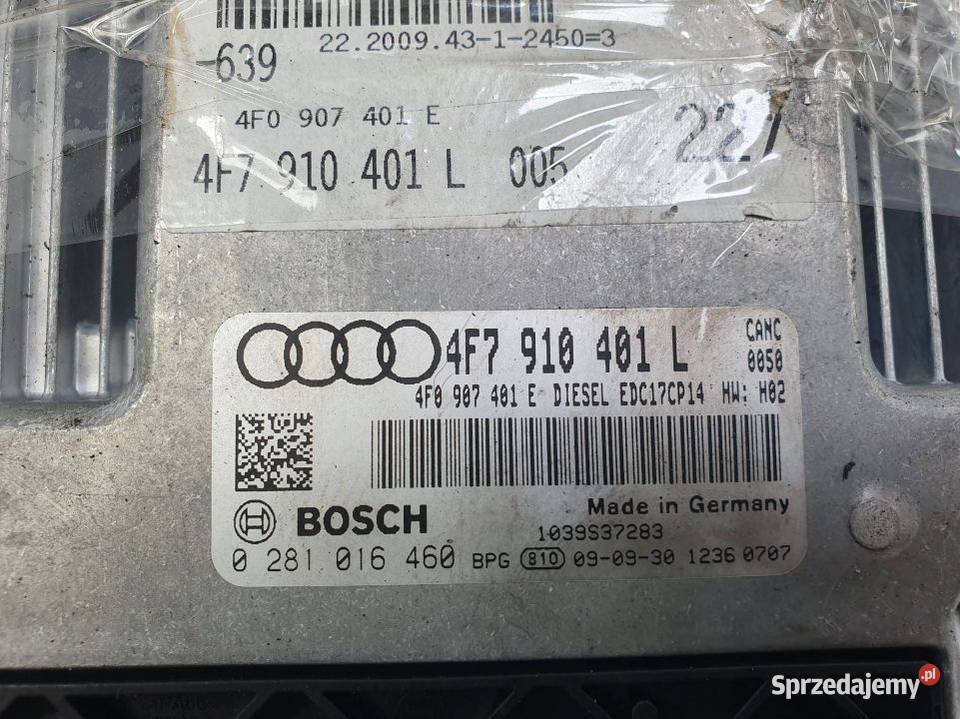 22.2009.43-1-2450=3
-639
4F0 907 401 E
227
4F7 910 401 L 005
4F7 910 401 L
CANC
0050
4F0 907 401 E DIESEL EDC17CP14 HW: H02
Made in Germany
BOSCH
1039S37283
0 281 016 460 BPG 810 09-09-30 1236 0707
Sprzedajemy.pl